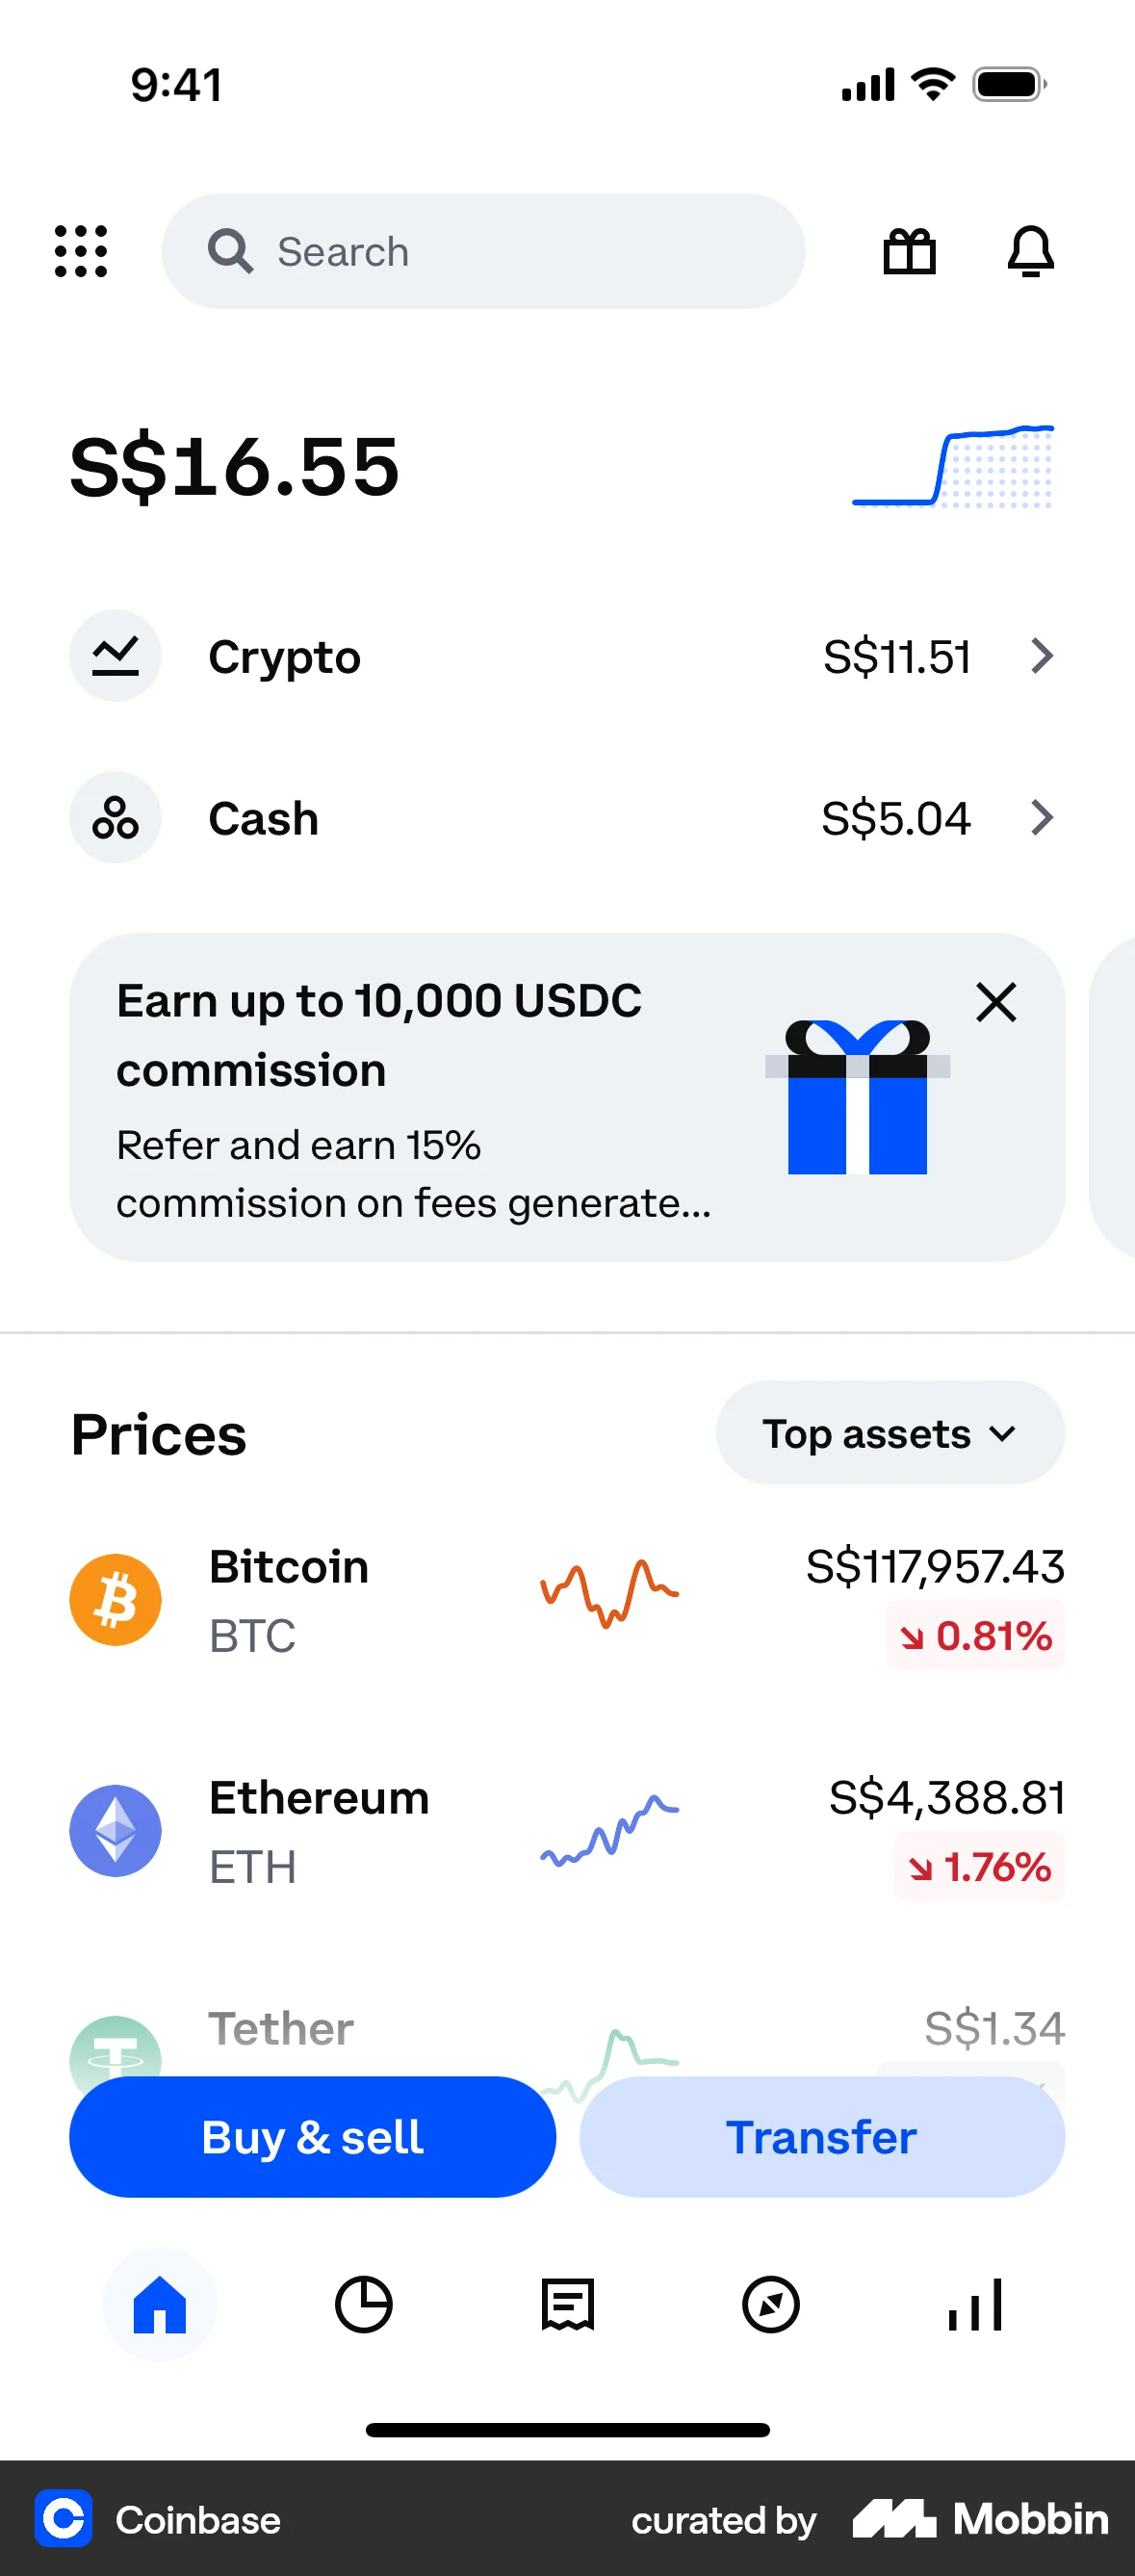 9:41
Search
S$16.55
Crypto
S$11.51
Cash
S$5.04
Earn up to 10,000 USDC
commission
Refer and earn 15%
commission on fees generate...
Prices
Top assets
Bitcoin
S$117,957.43
BTC
0.81%
Ethereum
S$4,388.81
ETH
1.76%
Tether
S$1.34
Buy & sell
Transfer
Coinbase
curated by
Mobbin